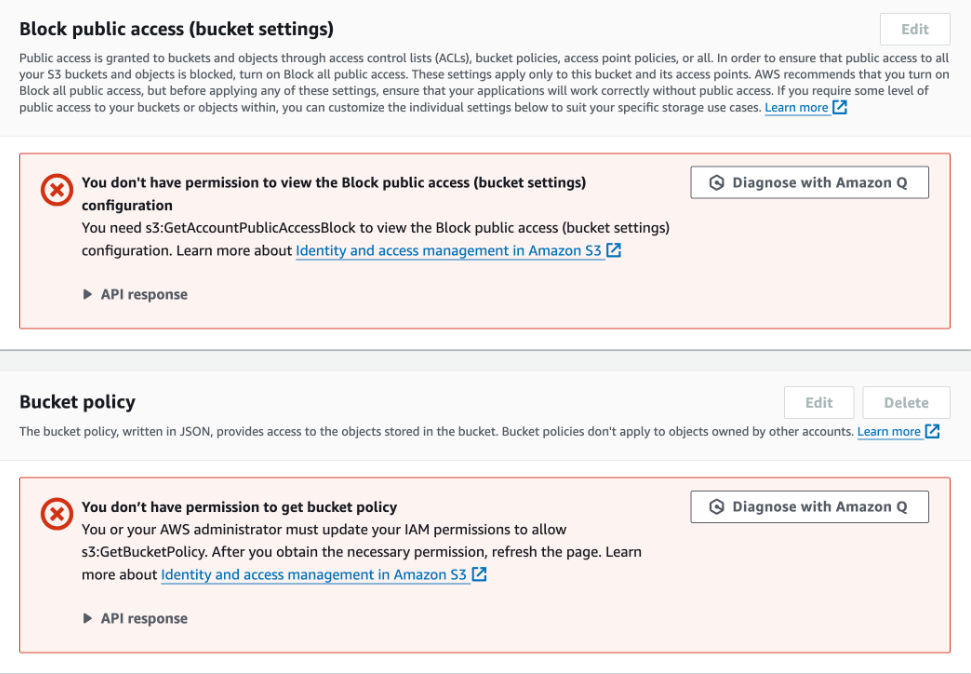 Block public access (bucket settings)
Edit
Public access is granted to buckets and objects through access control lists (ACLs), bucket policies, access point policies, or all. In order to ensure that public access to all
your S3 buckets and objects is blocked, turn on Block all public access. These settings apply only to this bucket and its access points. AWS recommends that you turn on
Block all public access, but before applying any of these settings, ensure that your applications will work correctly without public access. If you require some level of
public access to your buckets or objects within, you can customize the individual settings below to suit your specific storage use cases. Learn more
You don't have permission to view the Block public access (bucket settings)
configuration
Diagnose with Amazon Q
You need s3:GetAccountPublicAccessBlock to view the Block public access (bucket settings)
configuration. Learn more about Identity and access management in Amazon S3
API response
Bucket policy
Edit
Delete
The bucket policy, written in JSON, provides access to the objects stored in the bucket. Bucket policies don't apply to objects owned by other accounts. Learn more
You don’t have permission to get bucket policy
Diagnose with Amazon Q
You or your AWS administrator must update your IAM permissions to allow
s3:GetBucketPolicy. After you obtain the necessary permission, refresh the page. Learn
more about Identity and access management in Amazon S3
API response